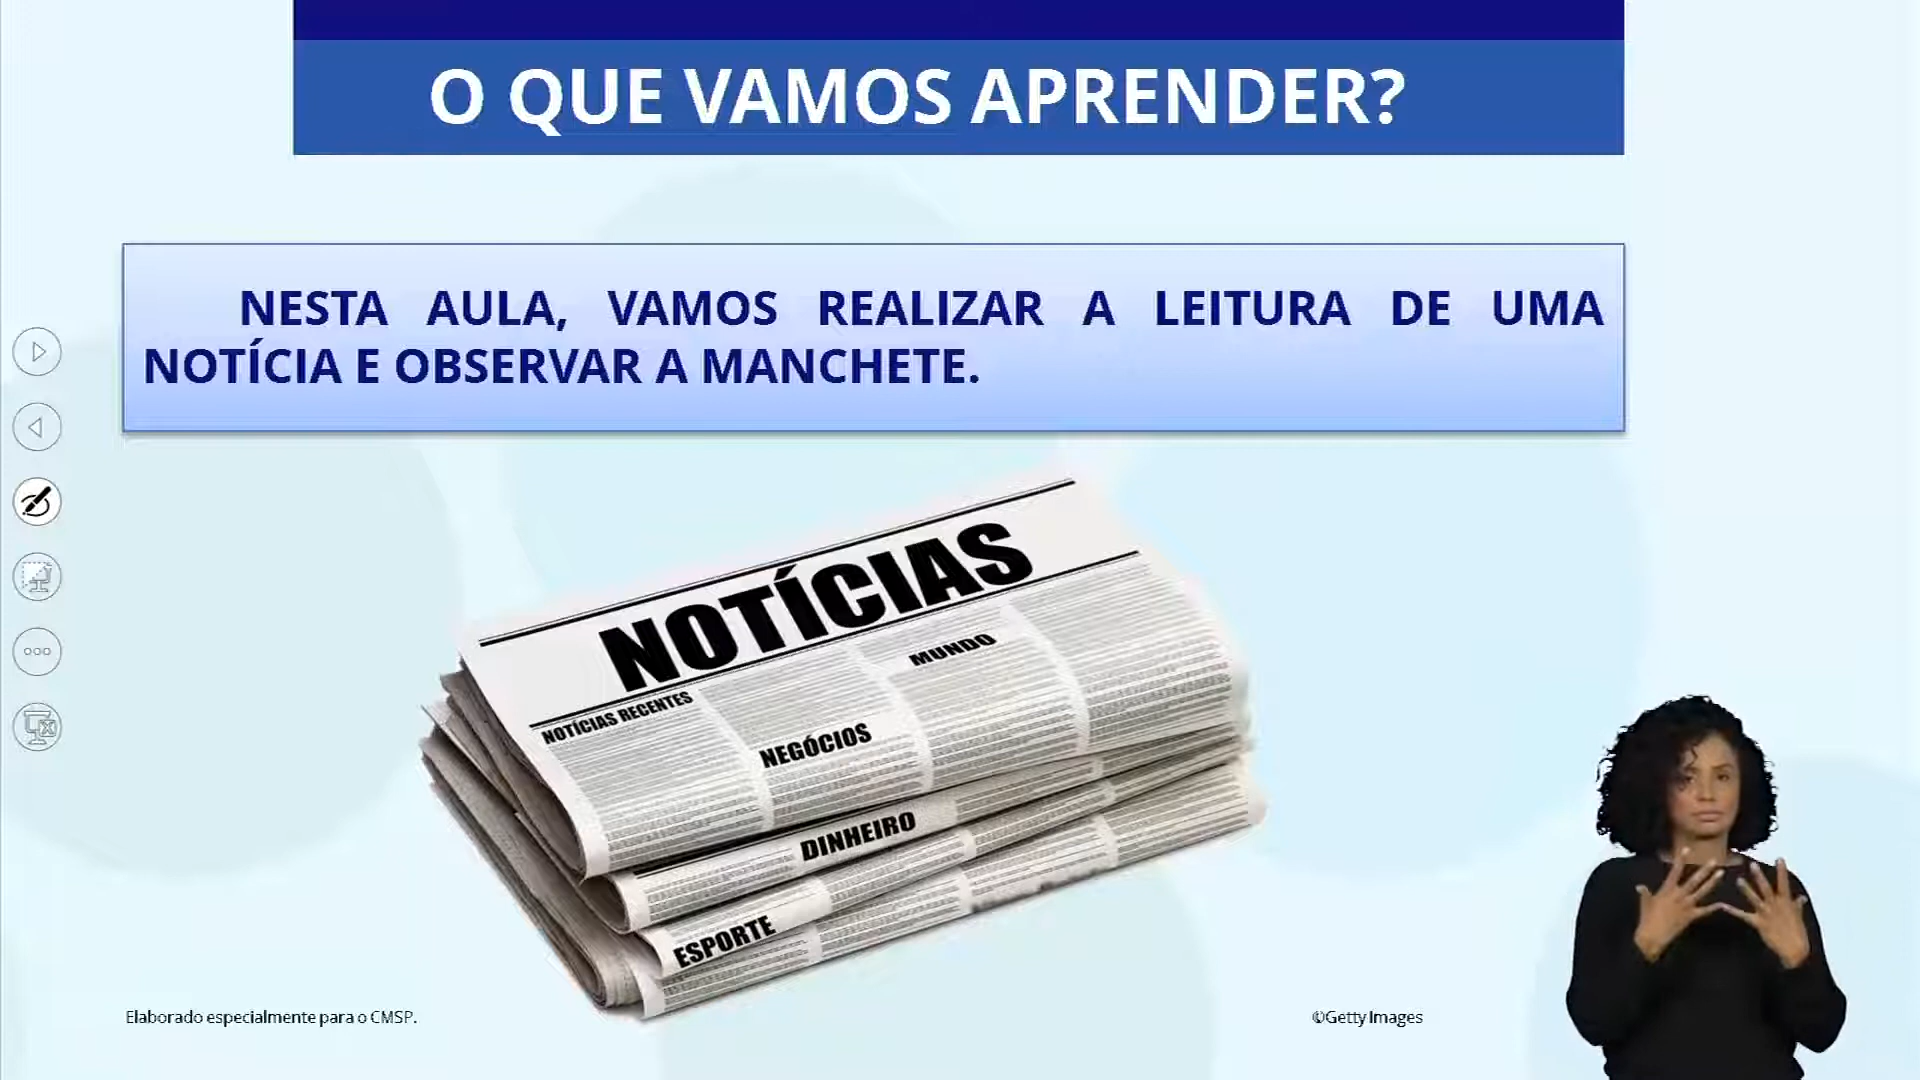 O QUE VAMOS APRENDER?
NESTA AULA, VAMOS REALIZAR A LEITURA DE UMA
NOTÍCIA E OBSERVAR A MANCHETE.
NOTÍCIAS
NOTÍCIAS RECENTES
NEGÓCIOS
MUNDO
DINHEIRO
ESPORTE
Elaborado especialmente para o CMSP.
©Getty Images